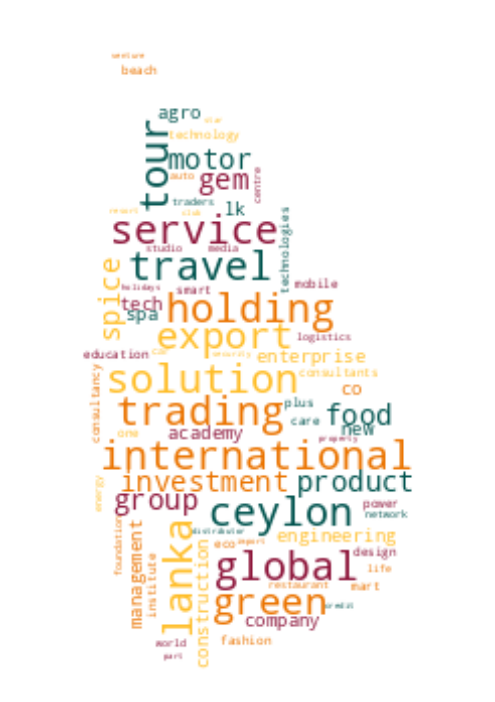 venture
beach
agro
star
tour
technology
motor
auto
gem
centre
traders
lk
resort
club
service
technologies
studio
media
travel
spice
holidays
smart
mobile
tech
holding
spa
export
logistics
education
car
security
enterprise
solution
consultants
consultancy
co
trading
plus
food
care
new
one
academy
property
international
investment
product
energy
group
ceylon
power
network
foundation
management
lanka
distributor
engineering
institute
construction
eco
import
design
global
life
restaurant
mart
green
credit
company
world
fashion
part